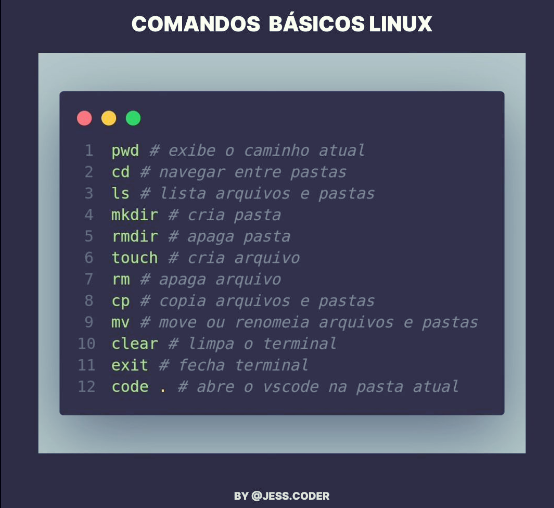 COMANDOS BÁSICOS LINUX
1 pwd # exibe o caminho atual
2 cd # navegar entre pastas
3 ls # lista arquivos e pastas
4 mkdir # cria pasta
5 rmdir # apaga pasta
6 touch # cria arquivo
7 rm # apaga arquivo
8 cp # copia arquivos e pastas
9 mv # move ou renomeia arquivos e pastas
10 clear # limpa o terminal
11 exit # fecha terminal
12 code . # abre o vscode na pasta atual
BY @JESS.CODER